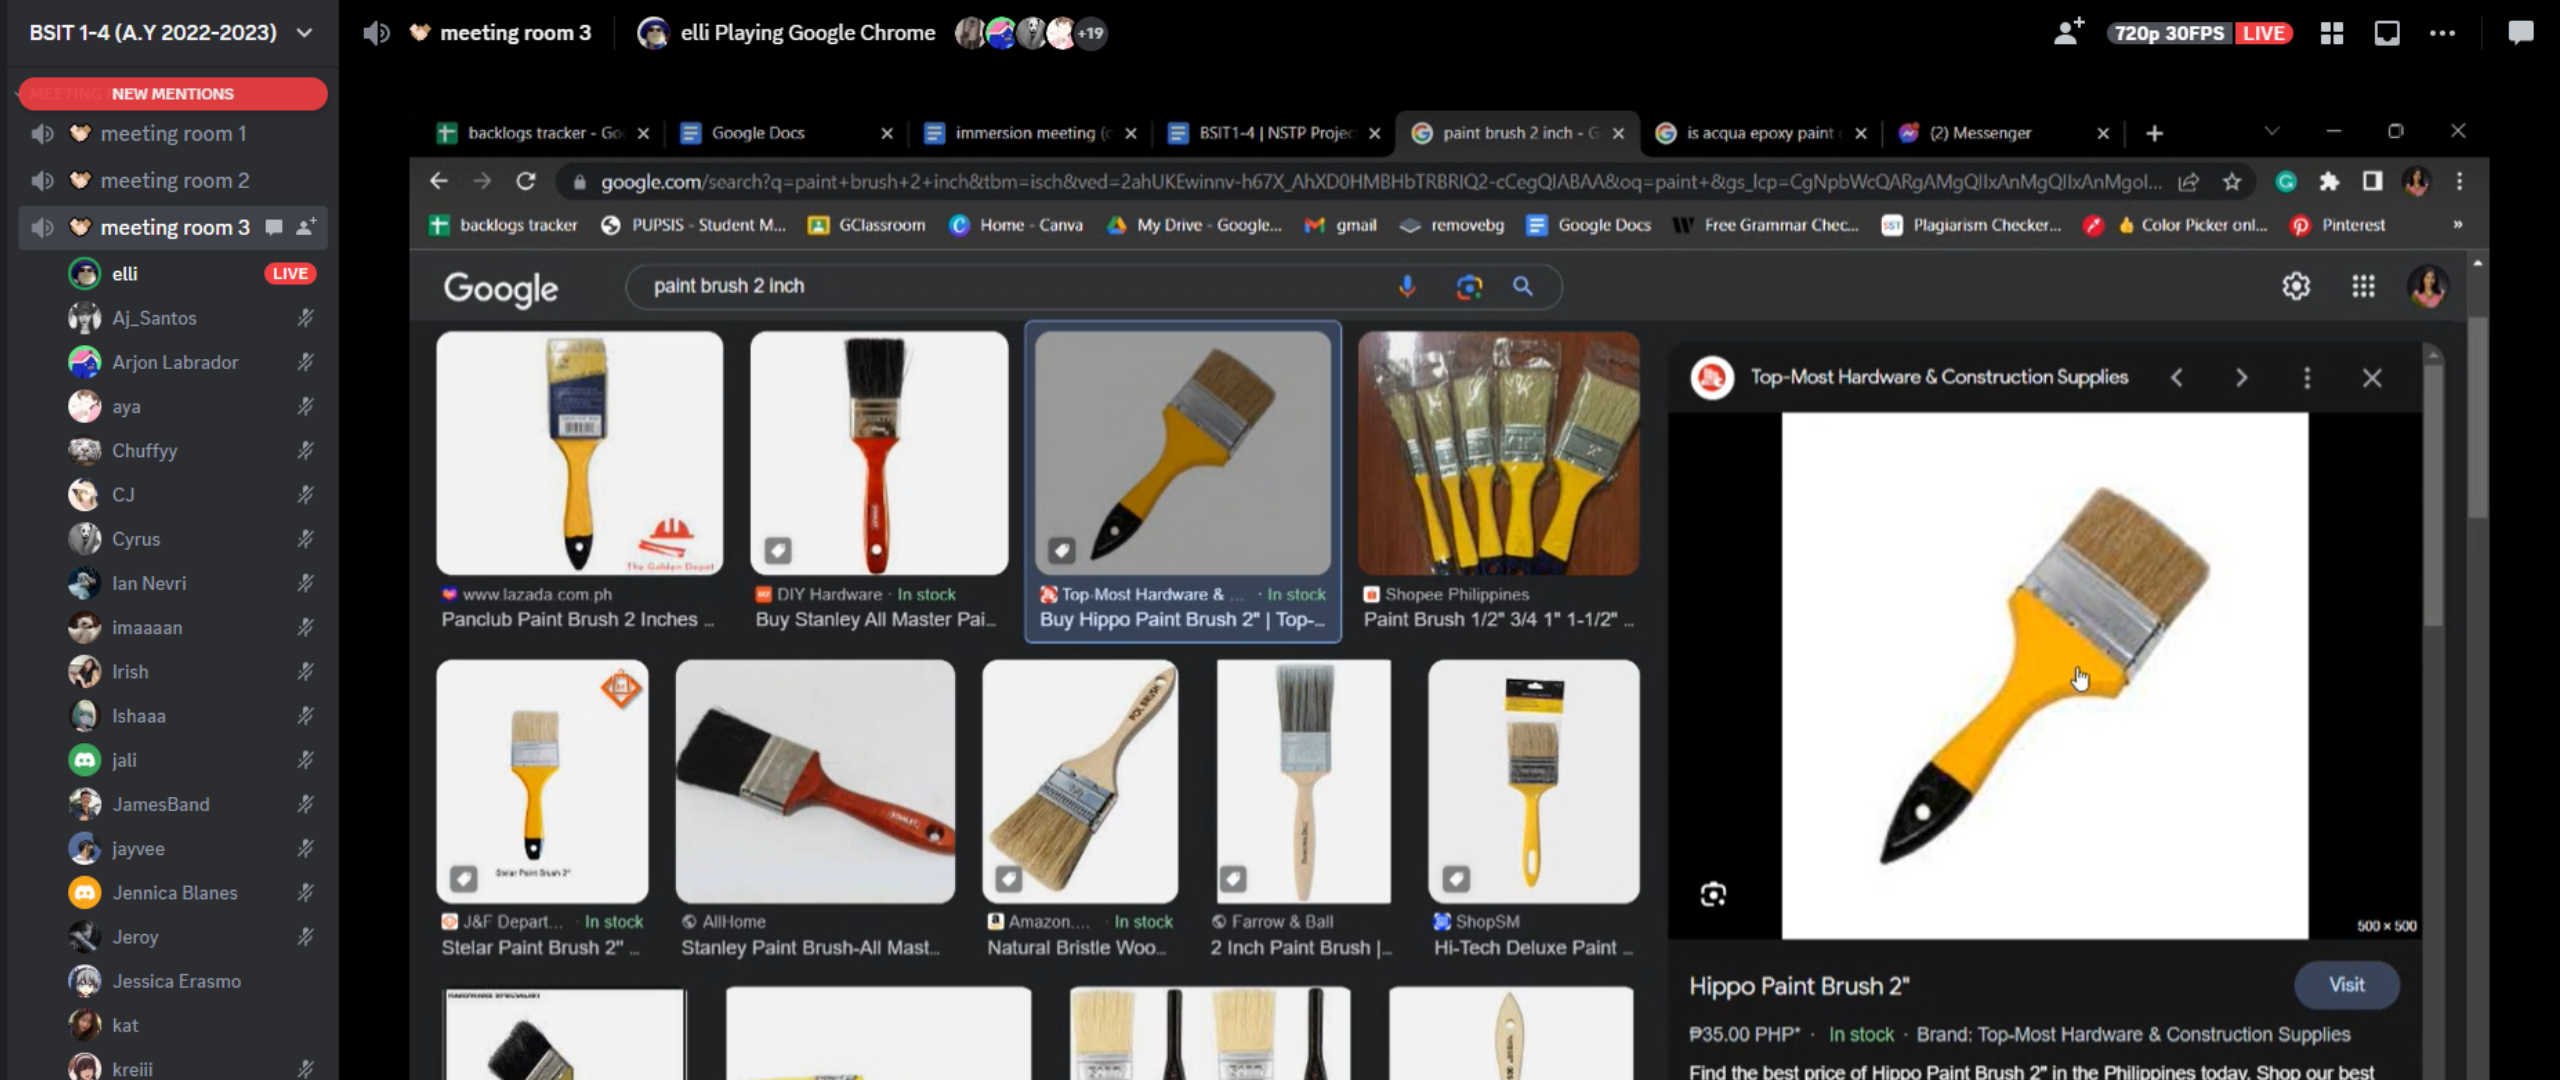 BSIT 1-4 (A.Y 2022-2023)
NEW MENTIONS
meeting room 1
meeting room 2
meeting room 3
elli LIVE
Aj_Santos
Arjon Labrador
aya
Chuffyy
CJ
Cyrus
Ian Nevri
imaaaan
Irish
Ishaaa
jali
JamesBand
jayvee
Jennica Blanes
Jeroy
Jessica Erasmo
kat
kreiii
meeting room 3 elli Playing Google Chrome +19 720p 30FPS LIVE
backlogs tracker - Go Google Docs immersion meeting (c BSIT1-4 | NSTP Projec paint brush 2 inch - G is acqua epoxy paint (2) Messenger
google.com/search?q=paint+brush+2+inch&tbm=isch&ved=2ahUKEwinnv-h67X_AhXD0HMBHbTRBRIQ2-cCegQIABAA&oq=paint+&gs_lcp=CgNpbWcQARgAMgQIIxAnMgQIIxAnMgoI...
backlogs tracker PUPSIS - Student M... GClassroom Home - Canva My Drive - Google... gmail removebg Google Docs Free Grammar Chec... Plagiarism Checker... Color Picker onl... Pinterest »
Google paint brush 2 inch
The Golden Depot
www.lazada.com.ph
Panclub Paint Brush 2 Inches ...
DIY Hardware · In stock
Buy Stanley All Master Pai...
Top-Most Hardware & ... · In stock
Buy Hippo Paint Brush 2" | Top-...
Shopee Philippines
Paint Brush 1/2" 3/4 1" 1-1/2" ...
Stelar Paint Brush 2"
J&F Depart... · In stock
Stelar Paint Brush 2" ...
STANLEY
AllHome
Stanley Paint Brush-All Mast...
Amazon.... · In stock
Natural Bristle Woo...
Farrow & Ball
2 Inch Paint Brush |...
ShopSM
Hi-Tech Deluxe Paint ...
Top-Most Hardware & Construction Supplies
500 × 500
Hippo Paint Brush 2"
Visit
₱35.00 PHP* · In stock · Brand: Top-Most Hardware & Construction Supplies
Find the best price of Hippo Paint Brush 2" in the Philippines today. Shop our best